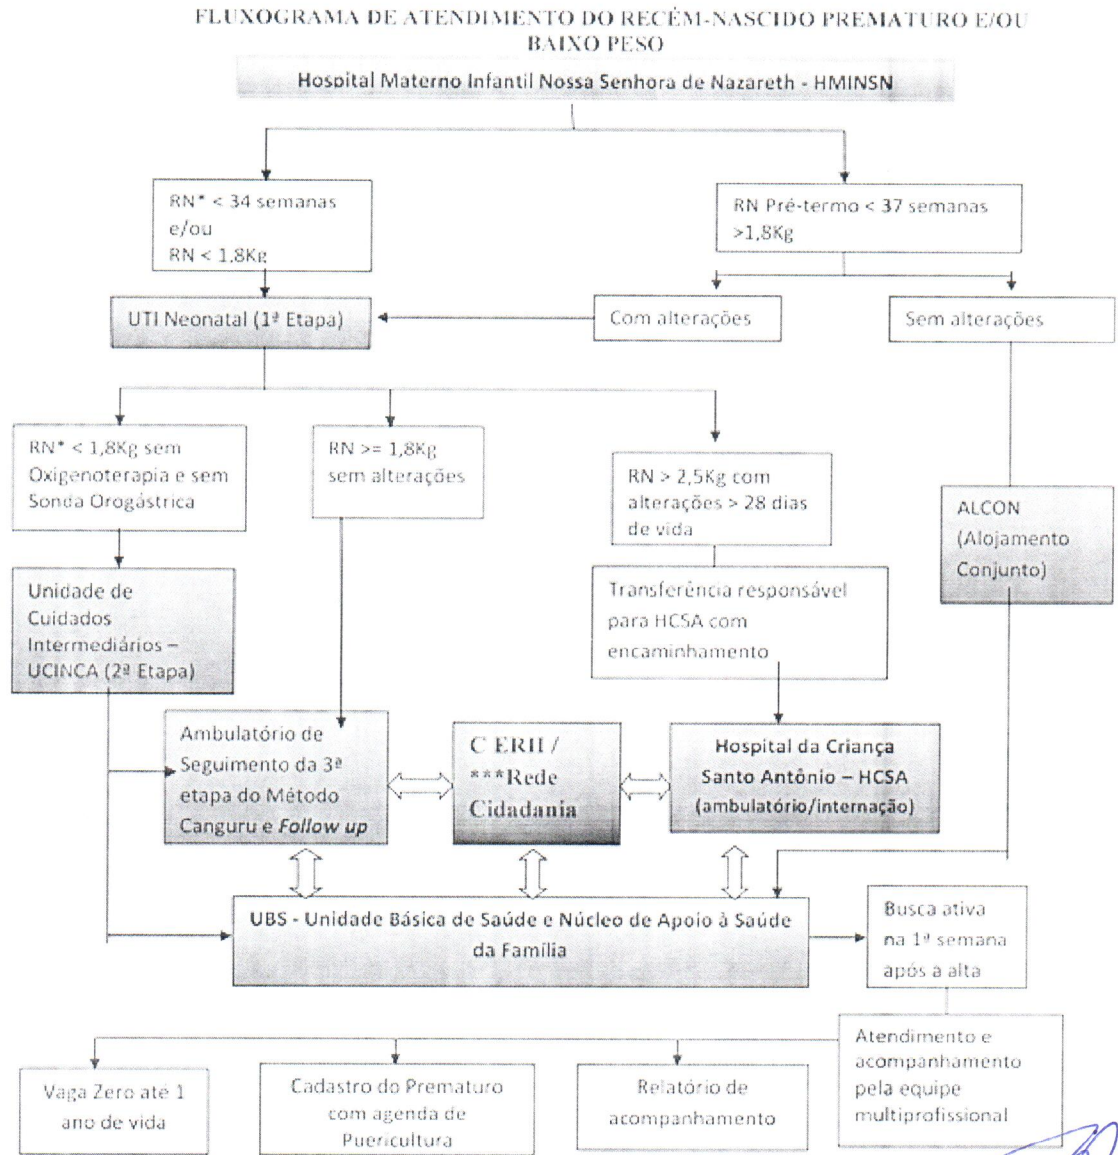 FLUXOGRAMA DE ATENDIMENTO DO RECÉM-NASCIDO PREMATURO E/OU
BAIXO PESO
Hospital Materno Infantil Nossa Senhora de Nazareth - HMINSN
RN* < 34 semanas
e/ou
RN < 1,8Kg
RN Pré-termo < 37 semanas
>1,8Kg
UTI Neonatal (1ª Etapa)
Com alterações
Sem alterações
RN* < 1,8Kg sem
Oxigenoterapia e sem
Sonda Orogástrica
RN >= 1,8Kg
sem alterações
RN > 2,5Kg com
alterações > 28 dias
de vida
ALCON
(Alojamento
Conjunto)
Unidade de
Cuidados
Intermediários –
UCINCA (2ª Etapa)
Transferência responsável
para HCSA com
encaminhamento
Ambulatório de
Seguimento da 3ª
etapa do Método
Canguru e Follow up
C ERII /
***Rede
Cidadania
Hospital da Criança
Santo Antônio – HCSA
(ambulatório/internação)
UBS - Unidade Básica de Saúde e Núcleo de Apoio à Saúde
da Família
Busca ativa
na 1ª semana
após a alta
Atendimento e
acompanhamento
pela equipe
multiprofissional
Vaga Zero até 1
ano de vida
Cadastro do Prematuro
com agenda de
Puericultura
Relatório de
acompanhamento